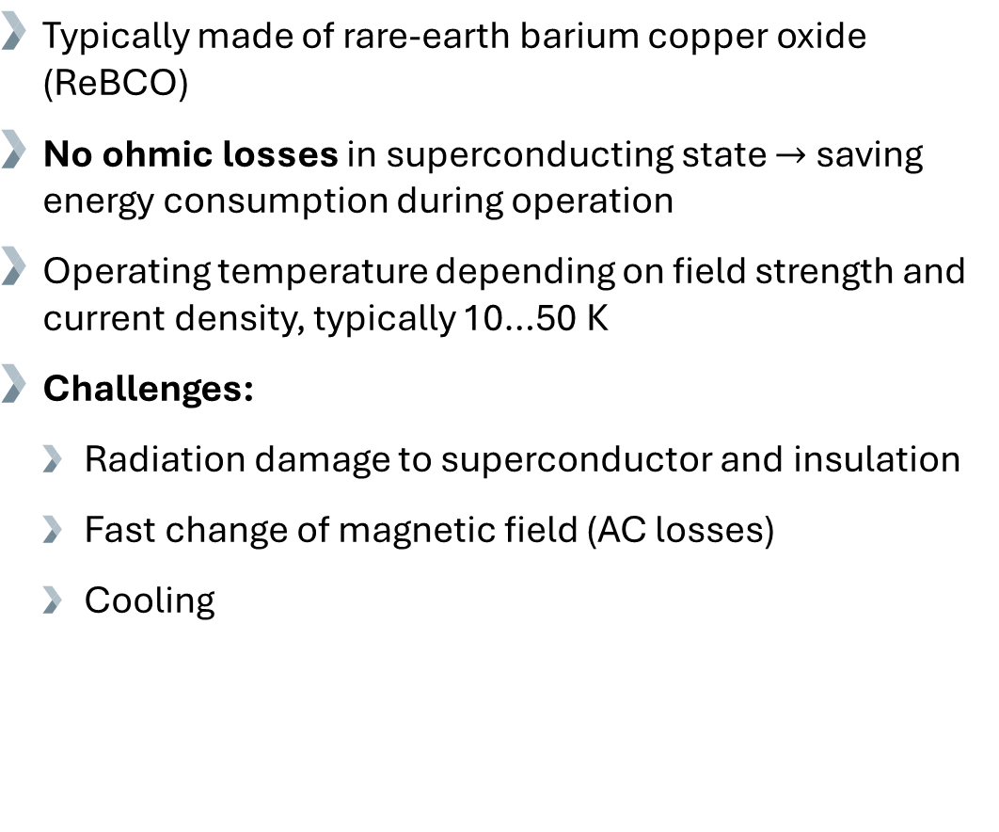 Typically made of rare-earth barium copper oxide
(ReBCO)
No ohmic losses in superconducting state → saving
energy consumption during operation
Operating temperature depending on field strength and
current density, typically 10...50 K
Challenges:
Radiation damage to superconductor and insulation
Fast change of magnetic field (AC losses)
Cooling